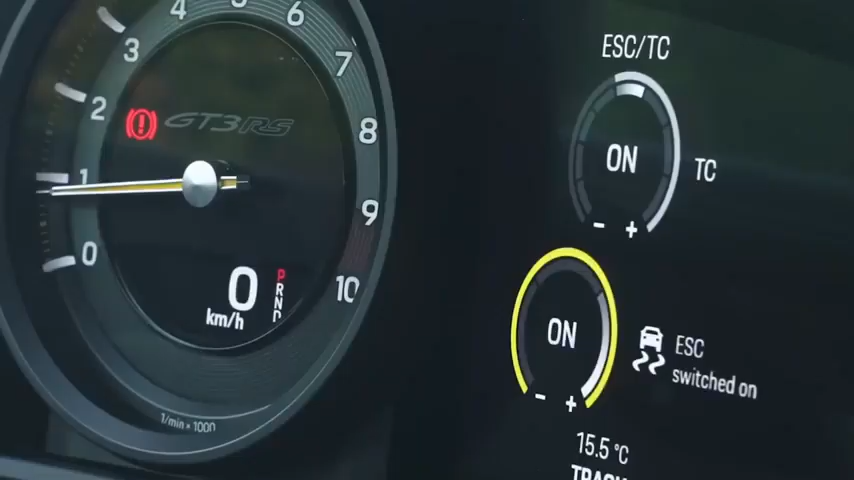 ESC/TC
ON
TC
- +
ON
ESC
switched on
- +
15.5 °C
TRACK
0
1
2
3
4
5
6
7
8
9
10
GT3RS
0
km/h
P
R
N
D
1/min × 1000